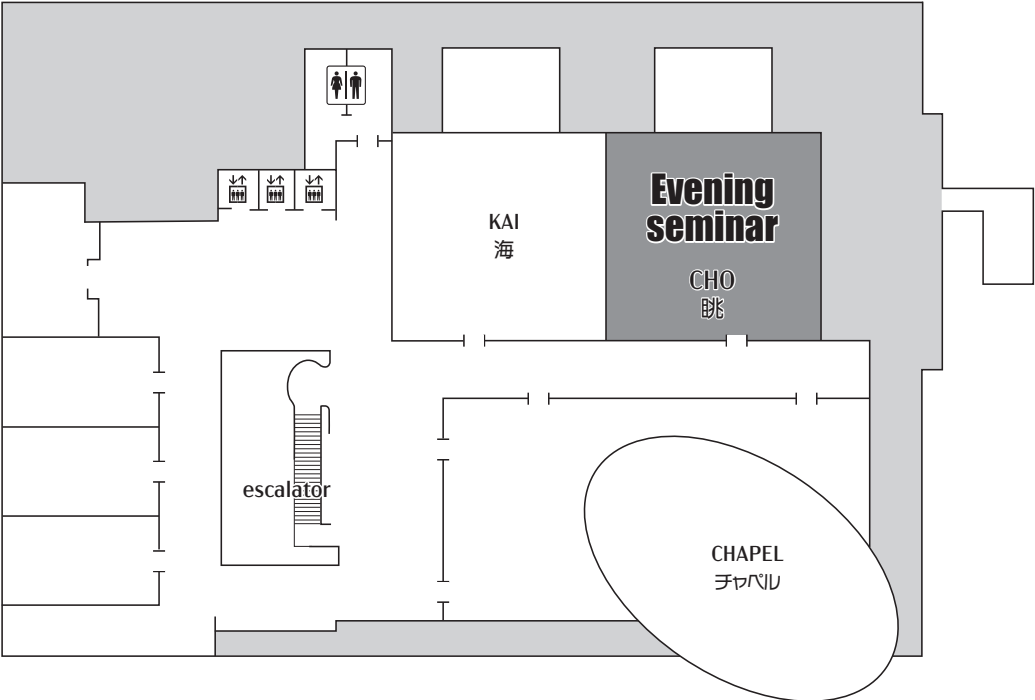 Evening
seminar
KAI
海
CHO
眺
escalator
CHAPEL
チャペル